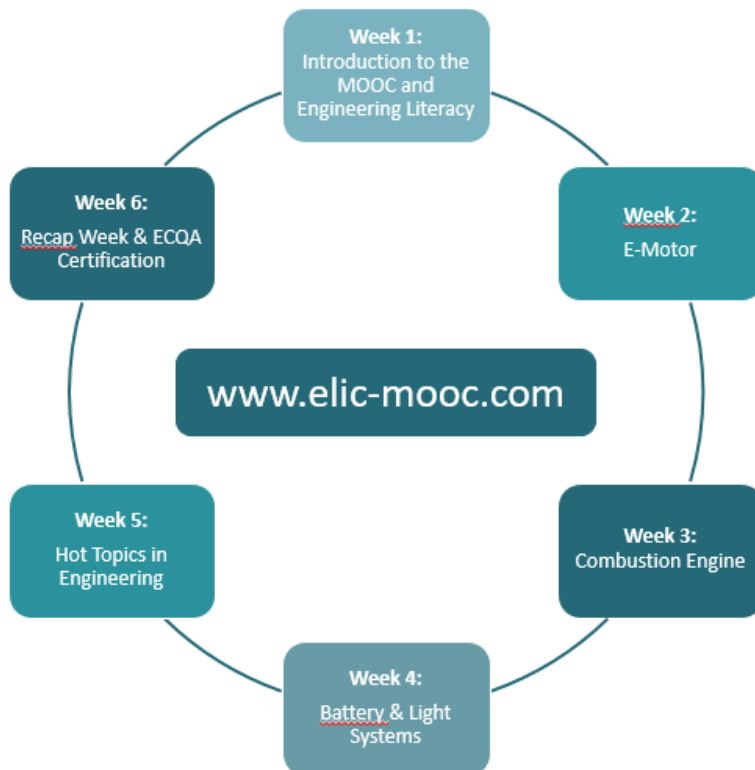 Week 1:
Introduction to the
MOOC and
Engineering Literacy
Week 2:
E-Motor
Week 3:
Combustion Engine
Week 4:
Battery & Light
Systems
Week 5:
Hot Topics in
Engineering
Week 6:
Recap Week & ECQA
Certification
www.elic-mooc.com